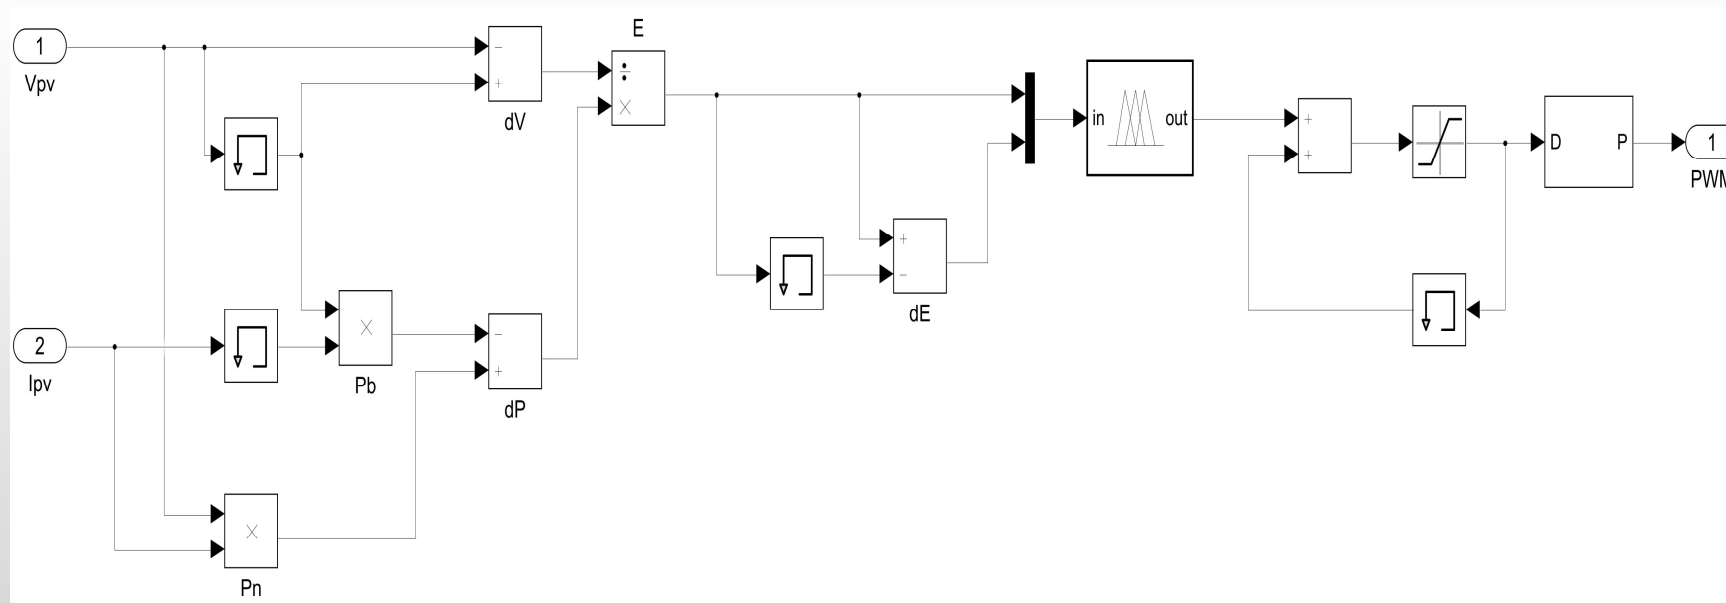 1
Vpv
−
+
dV
E
÷
×
in
out
+
+
D
P
1
PWM
+
−
dE
2
Ipv
×
Pb
−
+
dP
×
Pn